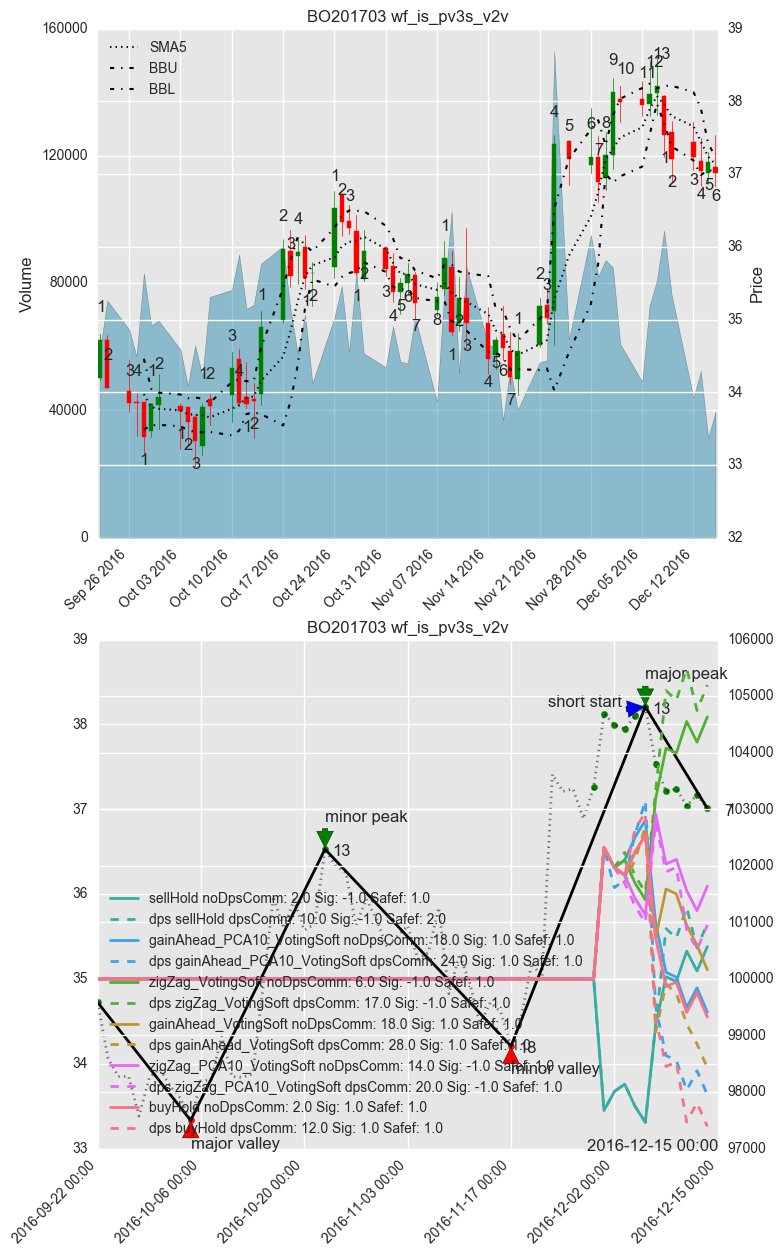 BO201703 wf_is_pv3s_v2v
160000
120000
80000
40000
0
Volume
39
38
37
36
35
34
33
32
Price
SMA5
BBU
BBL
Sep 26 2016
Oct 03 2016
Oct 10 2016
Oct 17 2016
Oct 24 2016
Oct 31 2016
Nov 07 2016
Nov 14 2016
Nov 21 2016
Nov 28 2016
Dec 05 2016
Dec 12 2016
BO201703 wf_is_pv3s_v2v
39
38
37
36
35
34
33
106000
105000
104000
103000
102000
101000
100000
99000
98000
97000
major peak
short start
13
minor peak
13
7
sellHold noDpsComm: 2.0 Sig: -1.0 Safef: 1.0
dps sellHold dpsComm: 10.0 Sig: -1.0 Safef: 2.0
gainAhead_PCA10_VotingSoft noDpsComm: 18.0 Sig: 1.0 Safef: 1.0
dps gainAhead_PCA10_VotingSoft dpsComm: 24.0 Sig: 1.0 Safef: 1.0
zigZag_VotingSoft noDpsComm: 6.0 Sig: -1.0 Safef: 1.0
dps zigZag_VotingSoft dpsComm: 17.0 Sig: -1.0 Safef: 1.0
gainAhead_VotingSoft noDpsComm: 18.0 Sig: 1.0 Safef: 1.0
dps gainAhead_VotingSoft dpsComm: 28.0 Sig: 1.0 Safef: 1.0
18
zigZag_PCA10_VotingSoft noDpsComm: 14.0 Sig: -1.0 Safef: 1.0
minor valley
dps zigZag_PCA10_VotingSoft dpsComm: 20.0 Sig: -1.0 Safef: 1.0
buyHold noDpsComm: 2.0 Sig: 1.0 Safef: 1.0
dps buyHold dpsComm: 12.0 Sig: 1.0 Safef: 1.0
major valley
2016-12-15 00:00
2016-09-22 00:00
2016-10-06 00:00
2016-10-20 00:00
2016-11-03 00:00
2016-11-17 00:00
2016-12-02 00:00
2016-12-15 00:00